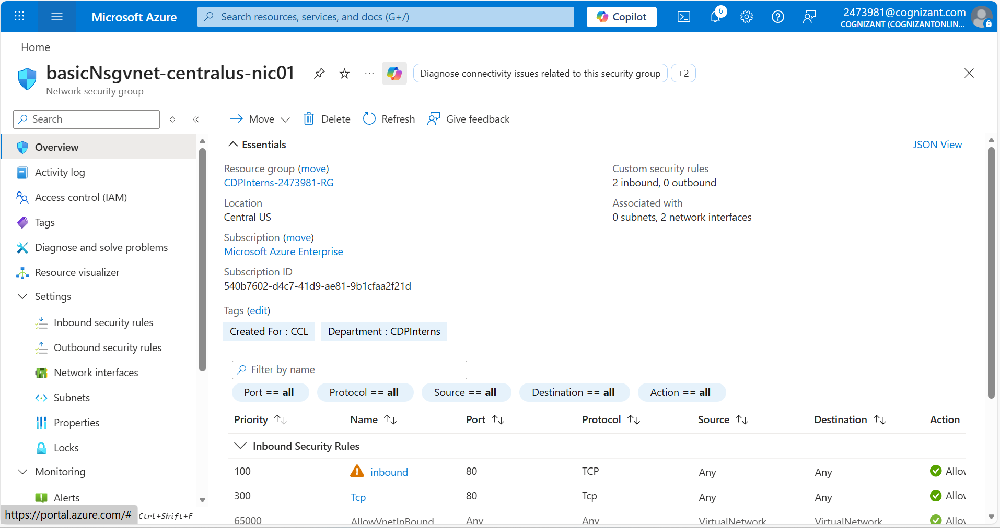 Microsoft Azure
Search resources, services, and docs (G+/)
Copilot
6
2473981@cognizant.com
COGNIZANT (COGNIZANTONLIN...
Home
basicNsgvnet-centralus-nic01
Network security group
Diagnose connectivity issues related to this security group
+2
Search
Move
Delete
Refresh
Give feedback
Overview
Activity log
Access control (IAM)
Tags
Diagnose and solve problems
Resource visualizer
Settings
Inbound security rules
Outbound security rules
Network interfaces
Subnets
Properties
Locks
Monitoring
Alerts
https://portal.azure.com/# Ctrl+Shift+F
Essentials
JSON View
Resource group (move)
CDPInterns-2473981-RG
Location
Central US
Subscription (move)
Microsoft Azure Enterprise
Subscription ID
540b7602-d4c7-41d9-ae81-9b1cfaa2f21d
Custom security rules
2 inbound, 0 outbound
Associated with
0 subnets, 2 network interfaces
Tags (edit)
Created For : CCL
Department : CDPInterns
Filter by name
Port == all
Protocol == all
Source == all
Destination == all
Action == all
Priority Name Port Protocol Source Destination Action
Inbound Security Rules
100 inbound 80 TCP Any Any Allow
300 Tcp 80 Tcp Any Any Allow
65000 AllowVnetInBound Any Any VirtualNetwork VirtualNetwork Allow